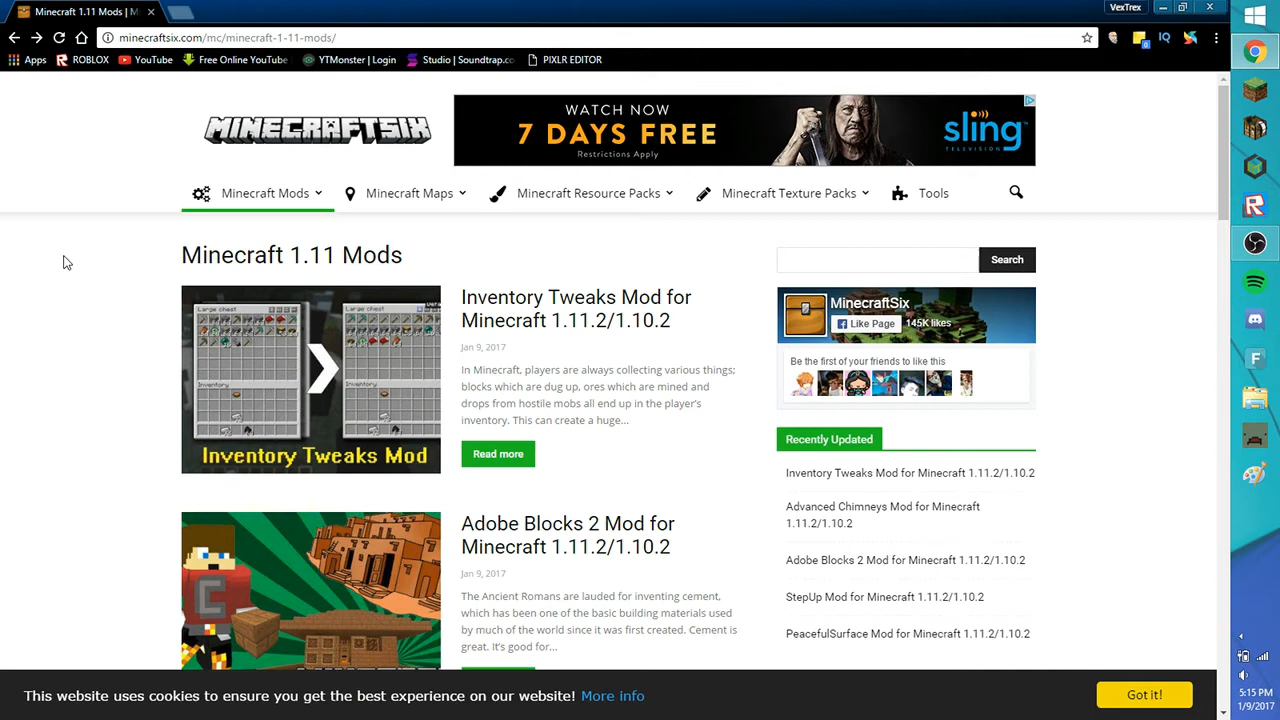 Minecraft 1.11 Mods | M
VexTrex
minecraftsix.com/mc/minecraft-1-11-mods/
Apps ROBLOX YouTube Free Online YouTube YTMonster | Login Studio | Soundtrap.co PIXLR EDITOR
MINECRAFTSIX
WATCH NOW
7 DAYS FREE
Restrictions Apply
sling
TELEVISION
Minecraft Mods Minecraft Maps Minecraft Resource Packs Minecraft Texture Packs Tools
Minecraft 1.11 Mods
Large chest
Inventory
Large chest
Inventory
Inventory Tweaks Mod
Inventory Tweaks Mod for
Minecraft 1.11.2/1.10.2
Jan 9, 2017
In Minecraft, players are always collecting various things;
blocks which are dug up, ores which are mined and
drops from hostile mobs all end up in the player's
inventory. This can create a huge...
Read more
C
Adobe Blocks 2 Mod for
Minecraft 1.11.2/1.10.2
Jan 9, 2017
The Ancient Romans are lauded for inventing cement,
which has been one of the basic building materials used
by much of the world since it was first created. Cement is
great. It's good for...
Search
MinecraftSix
Like Page 145K likes
Be the first of your friends to like this
Recently Updated
Inventory Tweaks Mod for Minecraft 1.11.2/1.10.2
Advanced Chimneys Mod for Minecraft
1.11.2/1.10.2
Adobe Blocks 2 Mod for Minecraft 1.11.2/1.10.2
StepUp Mod for Minecraft 1.11.2/1.10.2
PeacefulSurface Mod for Minecraft 1.11.2/1.10.2
This website uses cookies to ensure you get the best experience on our website! More info
Got it!
5:15 PM
1/9/2017